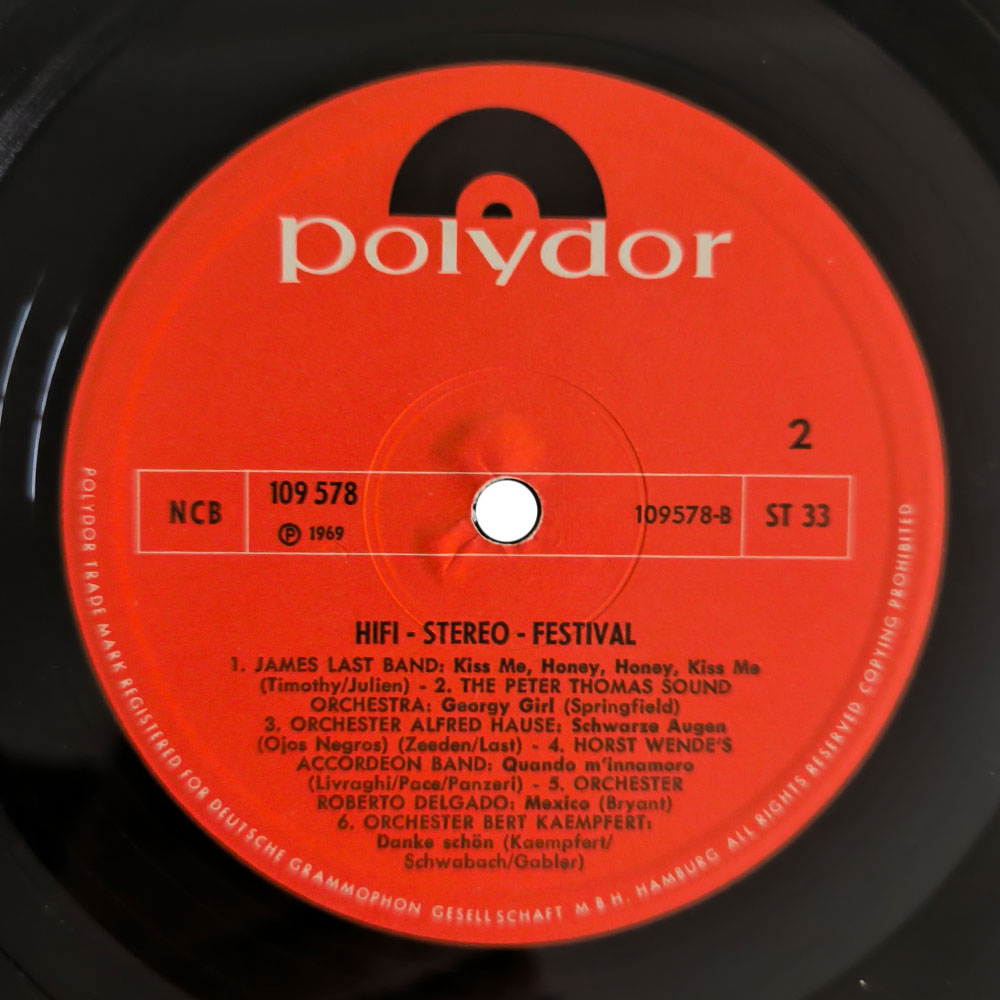 polydor
2
NCB
109 578
℗ 1969
109578-B
ST 33
HIFI - STEREO - FESTIVAL
1. JAMES LAST BAND: Kiss Me, Honey, Honey, Kiss Me
(Timothy/Julien) - 2. THE PETER THOMAS SOUND
ORCHESTRA: Georgy Girl (Springfield)
3. ORCHESTER ALFRED HAUSE: Schwarze Augen
(Ojos Negros) (Zeeden/Last) - 4. HORST WENDE'S
ACCORDEON BAND: Quando m'innamoro
(Livraghi/Pace/Panzeri) - 5. ORCHESTER
ROBERTO DELGADO: Mexico (Bryant)
6. ORCHESTER BERT KAEMPFERT:
Danke schön (Kaempfert/
Schwabach/Gabler)
POLYDOR TRADE MARK REGISTERED FOR DEUTSCHE GRAMMOPHON GESELLSCHAFT M B H. HAMBURG ALL RIGHTS RESERVED COPYING PROHIBITED